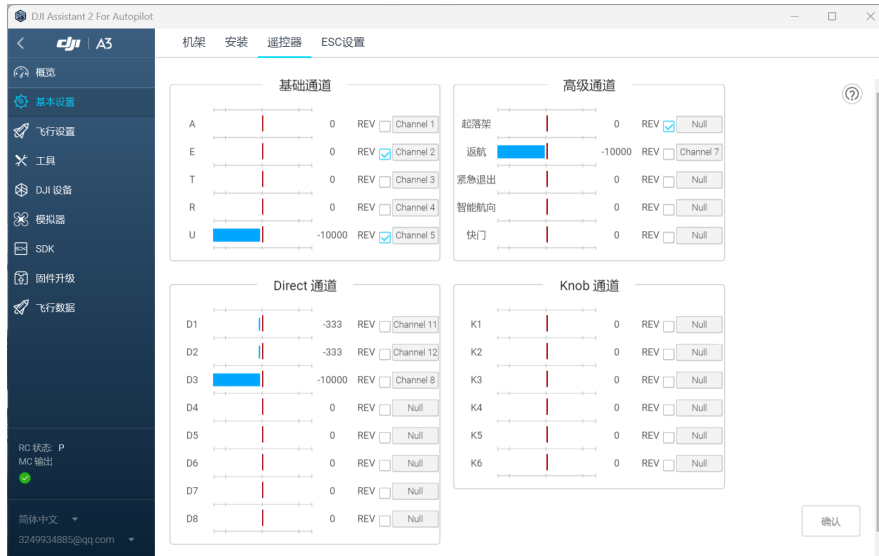 DJI Assistant 2 For Autopilot
dji A3
机架 安装 遥控器 ESC设置
概览
基本设置
飞行设置
工具
DJI 设备
模拟器
SDK
固件升级
飞行数据
RC 状态: P
MC 输出
简体中文
3249934885@qq.com
基础通道
A 0 REV Channel 1
E 0 REV Channel 2
T 0 REV Channel 3
R 0 REV Channel 4
U -10000 REV Channel 5
高级通道
起落架 0 REV Null
返航 -10000 REV Channel 7
紧急退出 0 REV Null
智能航向 0 REV Null
快门 0 REV Null
Direct 通道
D1 -333 REV Channel 11
D2 -333 REV Channel 12
D3 -10000 REV Channel 8
D4 0 REV Null
D5 0 REV Null
D6 0 REV Null
D7 0 REV Null
D8 0 REV Null
Knob 通道
K1 0 REV Null
K2 0 REV Null
K3 0 REV Null
K4 0 REV Null
K5 0 REV Null
K6 0 REV Null
?
确认